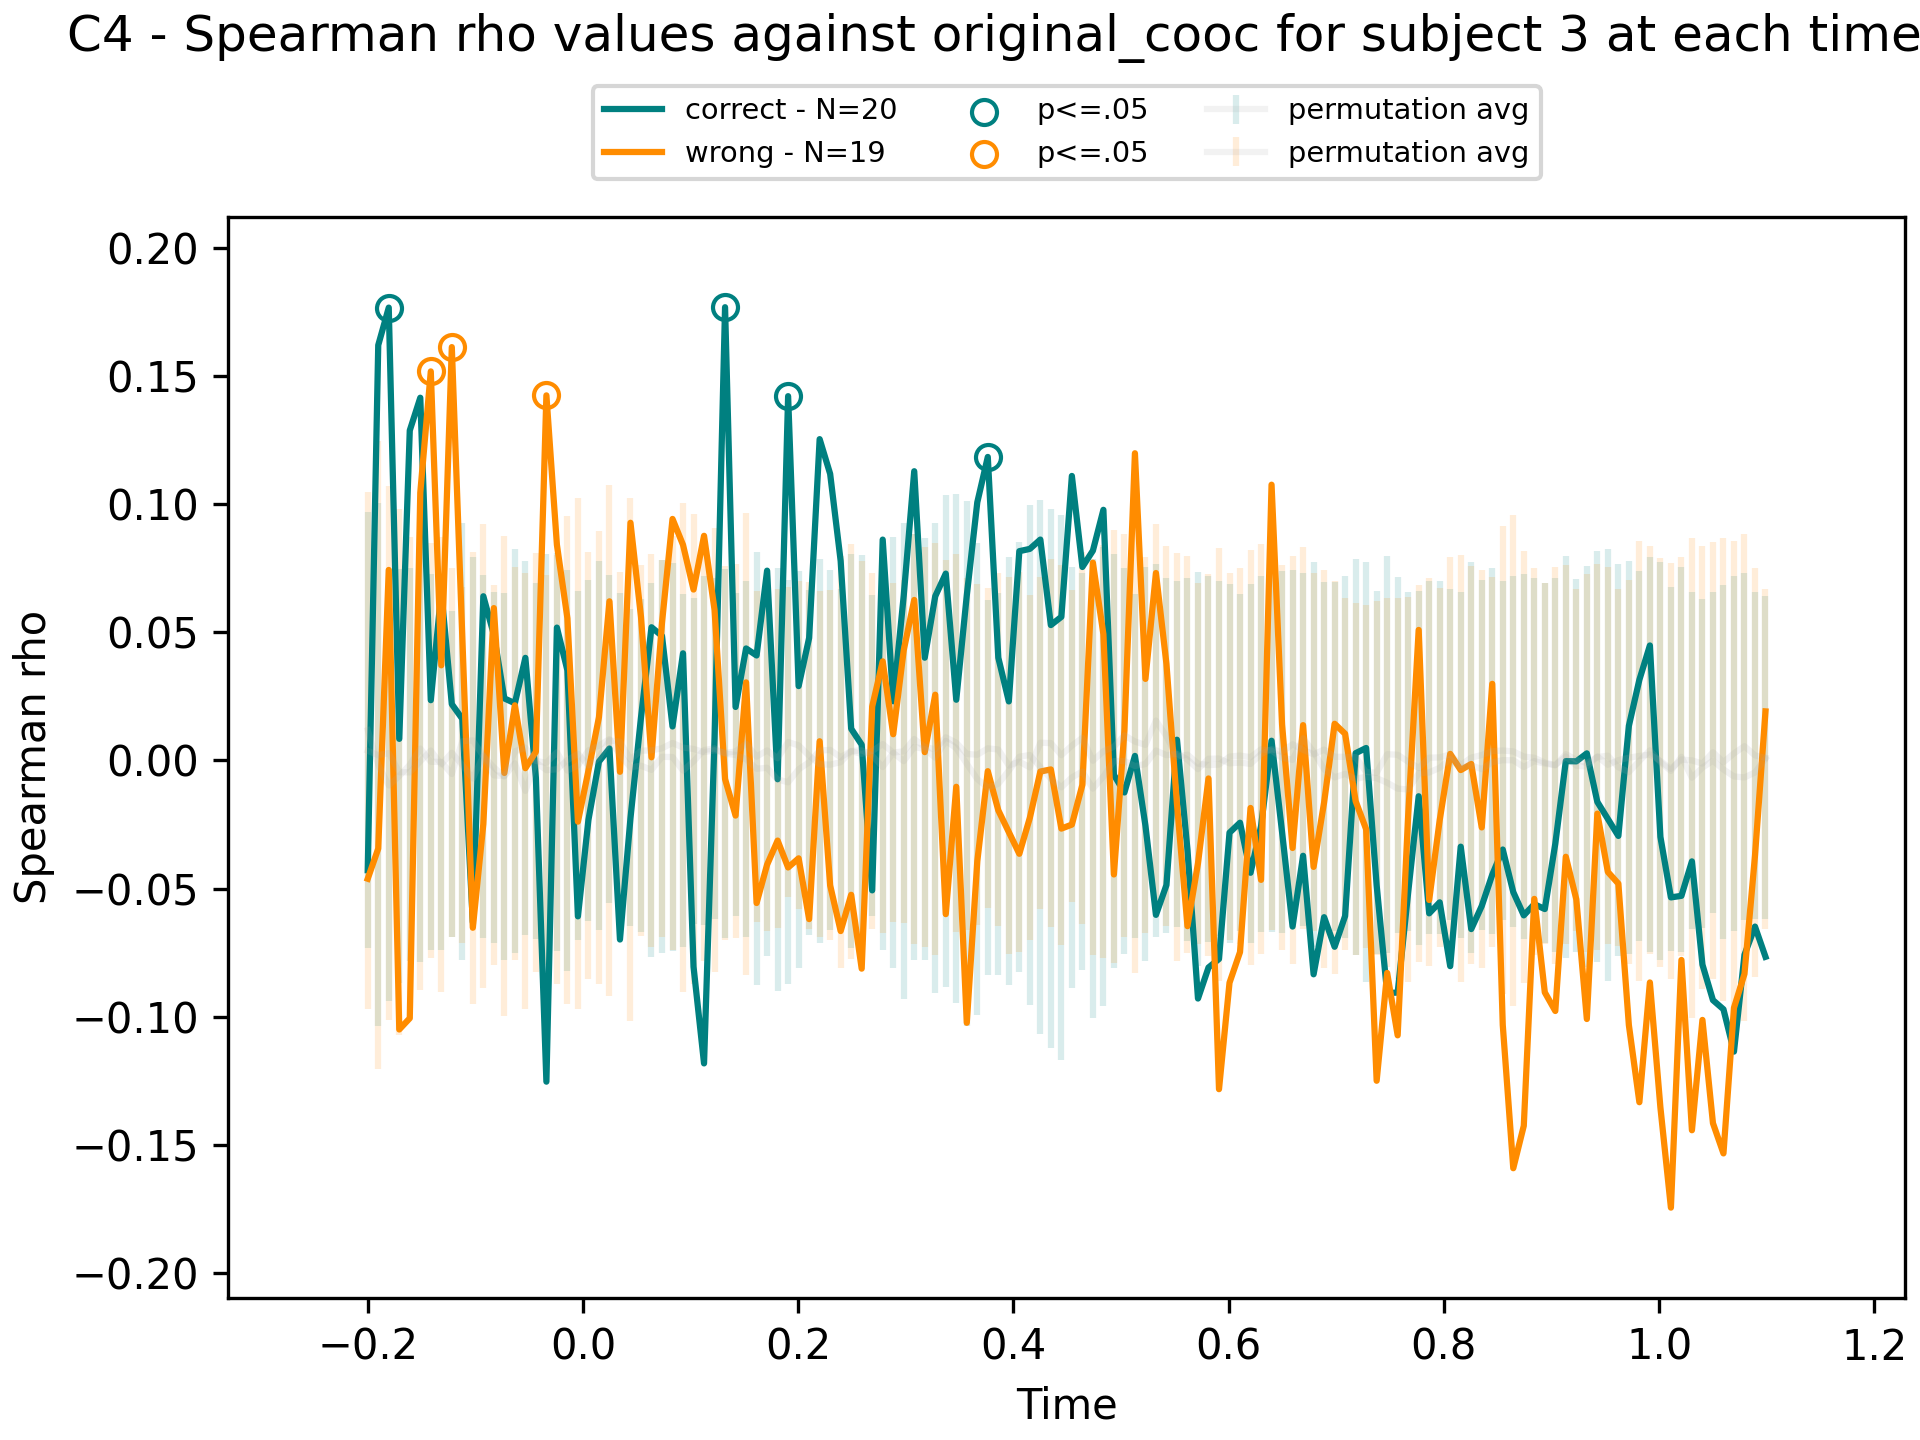 C4 - Spearman rho values against original_cooc for subject 3 at each time
correct - N=20 p<=.05 permutation avg
wrong - N=19 p<=.05 permutation avg
0.20
0.15
0.10
0.05
0.00
−0.05
−0.10
−0.15
−0.20
Spearman rho
−0.2 0.0 0.2 0.4 0.6 0.8 1.0 1.2
Time